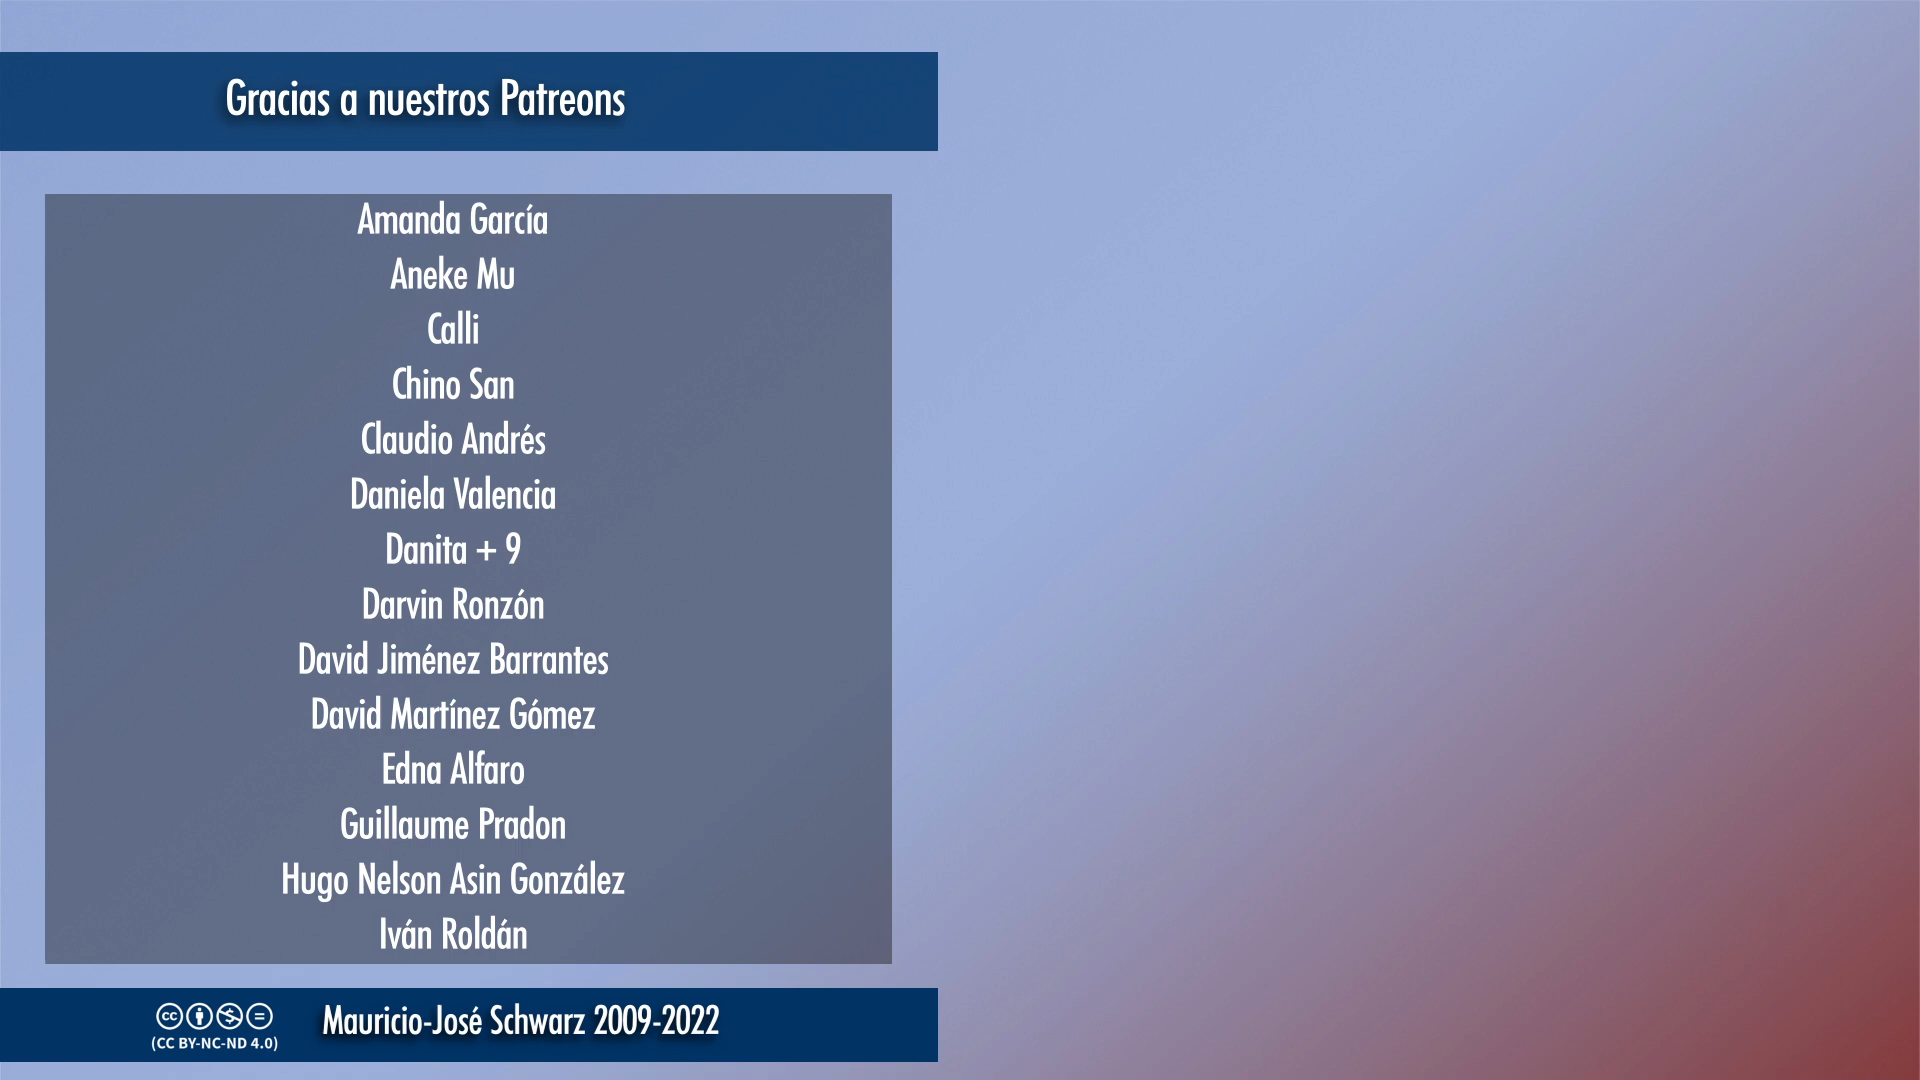 Gracias a nuestros Patreons
Amanda García
Aneke Mu
Calli
Chino San
Claudio Andrés
Daniela Valencia
Danita + 9
Darvin Ronzón
David Jiménez Barrantes
David Martínez Gómez
Edna Alfaro
Guillaume Pradon
Hugo Nelson Asin González
Iván Roldán
cc $ =
(CC BY-NC-ND 4.0)
Mauricio-José Schwarz 2009-2022